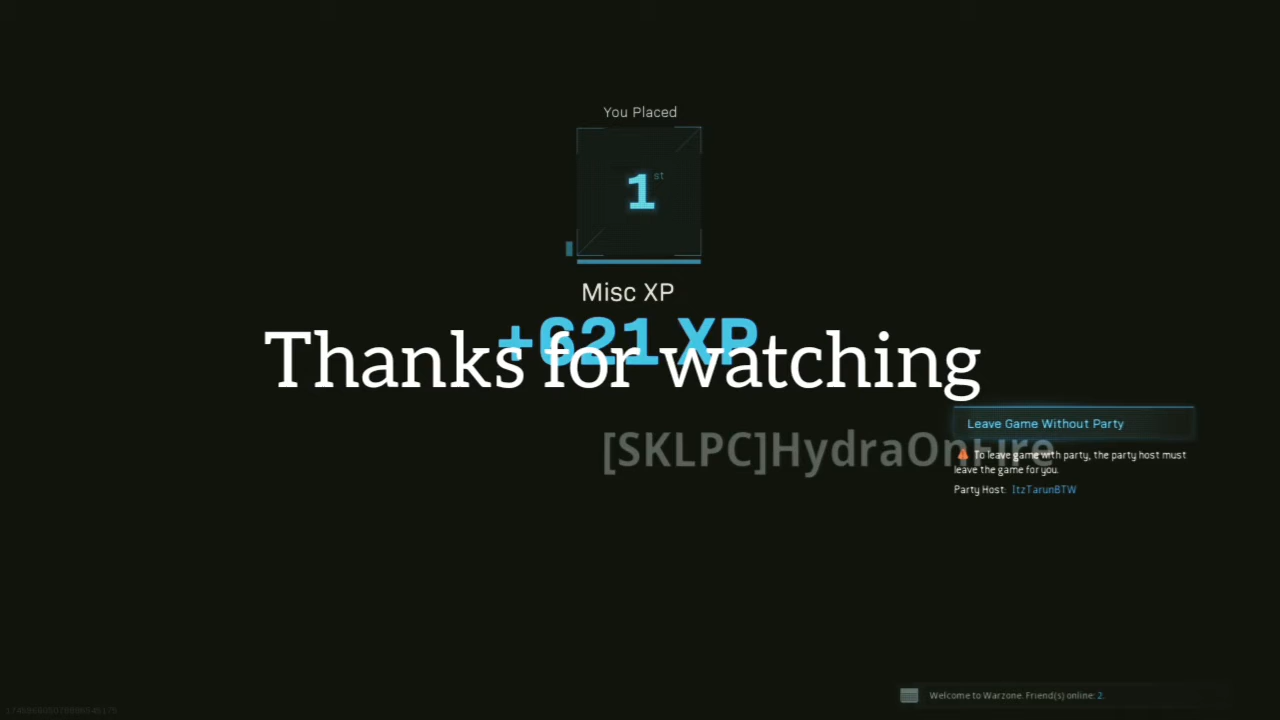 You Placed
1st
Misc XP
+621 XP
Thanks for watching
Leave Game Without Party
[SKLPC]HydraOnFire
To leave game with party, the party host must
leave the game for you.
Party Host: ItzTarunBTW
Welcome to Warzone. Friend(s) online: 2.